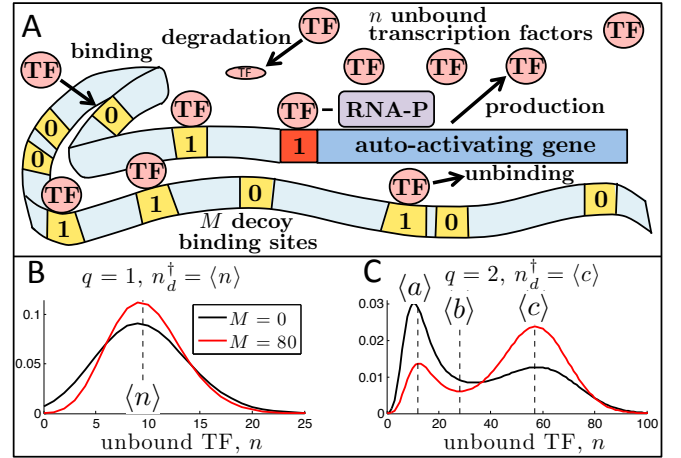 A
n unbound
transcription factors
degradation
binding
TF
TF
TF
TF
TF
TF
TF
TF
TF
RNA-P
production
0
0
0
1
1
auto-activating gene
TF
TF
TF
unbinding
1
1
0
1
0
0
M decoy
binding sites
B
q = 1, n_d^† = ⟨n⟩
M = 0
M = 80
⟨n⟩
0.1
0.05
0
0
5
10
15
20
25
unbound TF, n
C
q = 2, n_d^† = ⟨c⟩
⟨a⟩
⟨b⟩
⟨c⟩
0.03
0.02
0.01
0
0
20
40
60
80
100
unbound TF, n